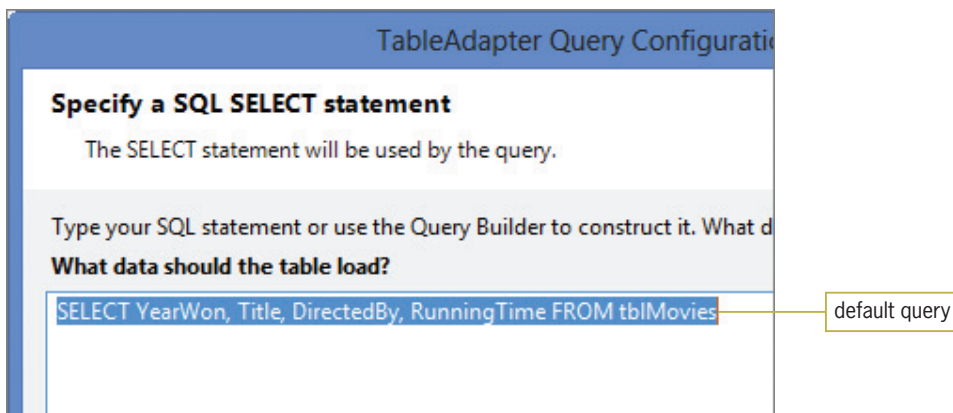 TableAdapter Query Configurati
Specify a SQL SELECT statement
The SELECT statement will be used by the query.
Type your SQL statement or use the Query Builder to construct it. What d
What data should the table load?
SELECT YearWon, Title, DirectedBy, RunningTime FROM tblMovies
default query